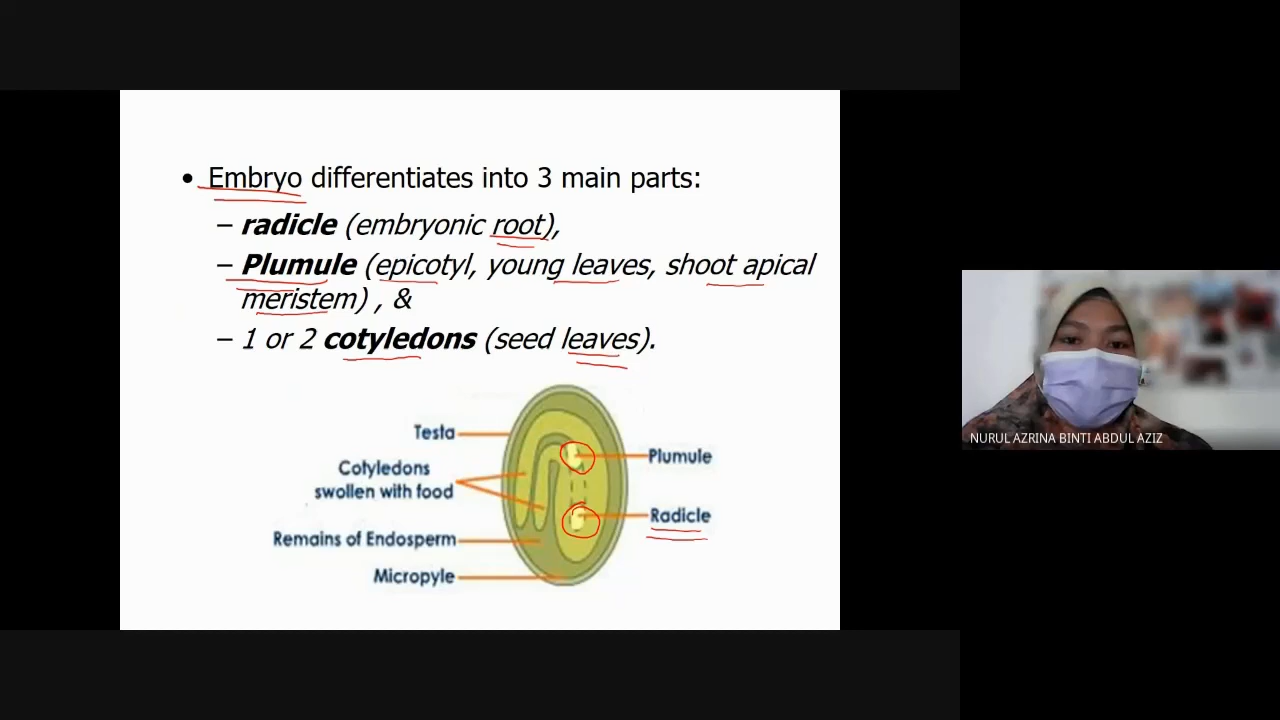 • Embryo differentiates into 3 main parts:
– radicle (embryonic root),
– Plumule (epicotyl, young leaves, shoot apical
meristem) , &
– 1 or 2 cotyledons (seed leaves).
Testa
Plumule
Cotyledons
swollen with food
Radicle
Remains of Endosperm
Micropyle
NURUL AZRINA BINTI ABDUL AZIZ